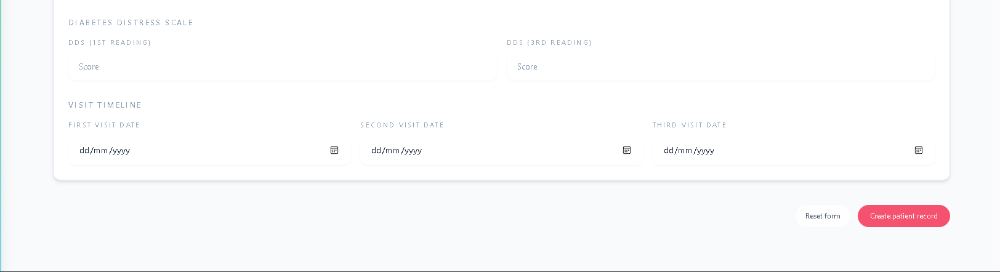 DIABETES DISTRESS SCALE
DDS (1ST READING) DDS (3RD READING)
Score Score
VISIT TIMELINE
FIRST VISIT DATE SECOND VISIT DATE THIRD VISIT DATE
dd/mm/yyyy dd/mm/yyyy dd/mm/yyyy
Reset form Create patient record